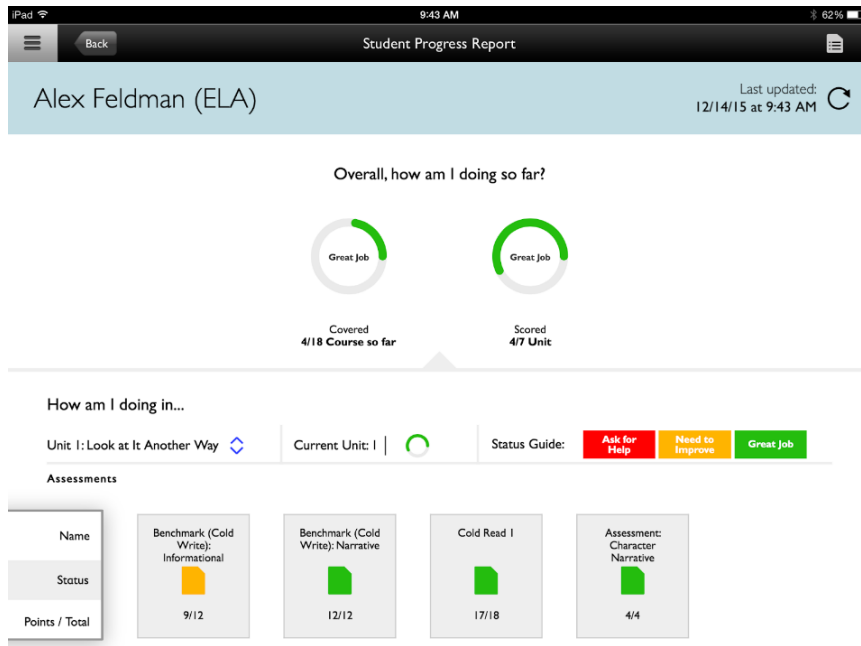 iPad 9:43 AM 62%
Back Student Progress Report
Alex Feldman (ELA)
Last updated:
12/14/15 at 9:43 AM
Overall, how am I doing so far?
Great Job Great Job
Covered Scored
4/18 Course so far 4/7 Unit
How am I doing in...
Unit 1: Look at It Another Way Current Unit: 1 Status Guide: Ask for Help Need to Improve Great Job
Assessments
Name
Status
Points / Total
Benchmark (Cold
Write):
Informational
9/12
Benchmark (Cold
Write): Narrative
12/12
Cold Read 1
17/18
Assessment:
Character
Narrative
4/4